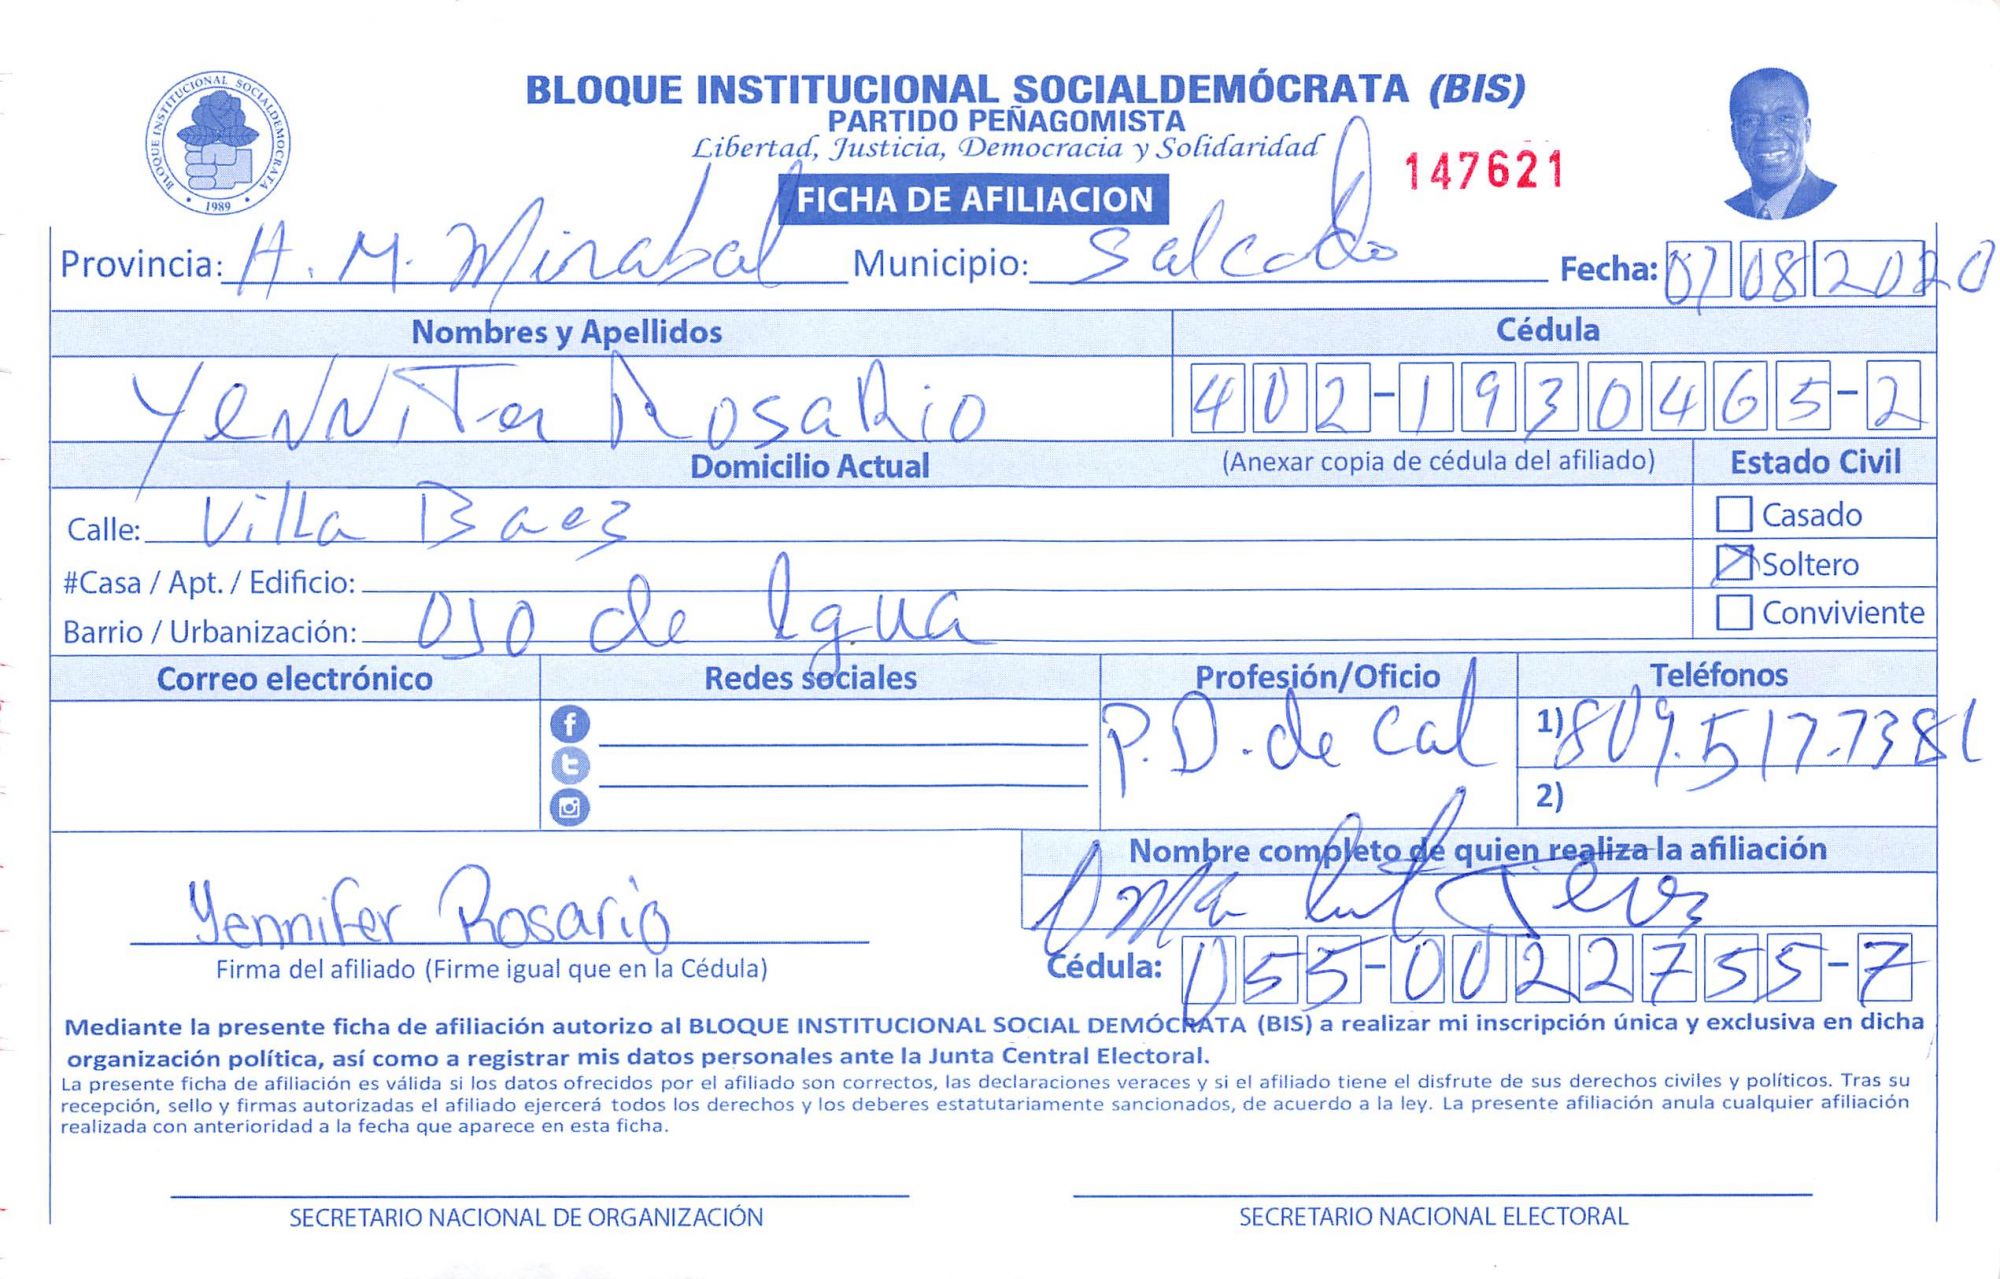 BLOQUE INSTITUCIONAL SOCIALDEMÓCRATA (BIS)
PARTIDO PEÑAGOMISTA
Libertad, Justicia, Democracia y Solidaridad
BLOQUE INSTITUCIONAL SOCIALDEMOCRATA
1989
147621
FICHA DE AFILIACION
Provincia: H. M. Mirabal Municipio: Salcedo Fecha: 01 08 2020
Nombres y Apellidos Cédula
Yennifer Rosario 402-1930465-2
Domicilio Actual (Anexar copia de cédula del afiliado) Estado Civil
Calle: Villa Baez Casado
#Casa / Apt. / Edificio: Soltero
Barrio / Urbanización: OJO de Agua Conviviente
Correo electrónico Redes sociales Profesión/Oficio Teléfonos
P.D. de cal 1) 809.517-7381
2)
Nombre completo de quien realiza la afiliación
Yennifer Rosario
Firma del afiliado (Firme igual que en la Cédula) Cédula: 055-0022755-7
Mediante la presente ficha de afiliación autorizo al BLOQUE INSTITUCIONAL SOCIAL DEMÓCRATA (BIS) a realizar mi inscripción única y exclusiva en dicha
organización política, así como a registrar mis datos personales ante la Junta Central Electoral.
La presente ficha de afiliación es válida si los datos ofrecidos por el afiliado son correctos, las declaraciones veraces y si el afiliado tiene el disfrute de sus derechos civiles y políticos. Tras su
recepción, sello y firmas autorizadas el afiliado ejercerá todos los derechos y los deberes estatutariamente sancionados, de acuerdo a la ley. La presente afiliación anula cualquier afiliación
realizada con anterioridad a la fecha que aparece en esta ficha.
SECRETARIO NACIONAL DE ORGANIZACIÓN SECRETARIO NACIONAL ELECTORAL